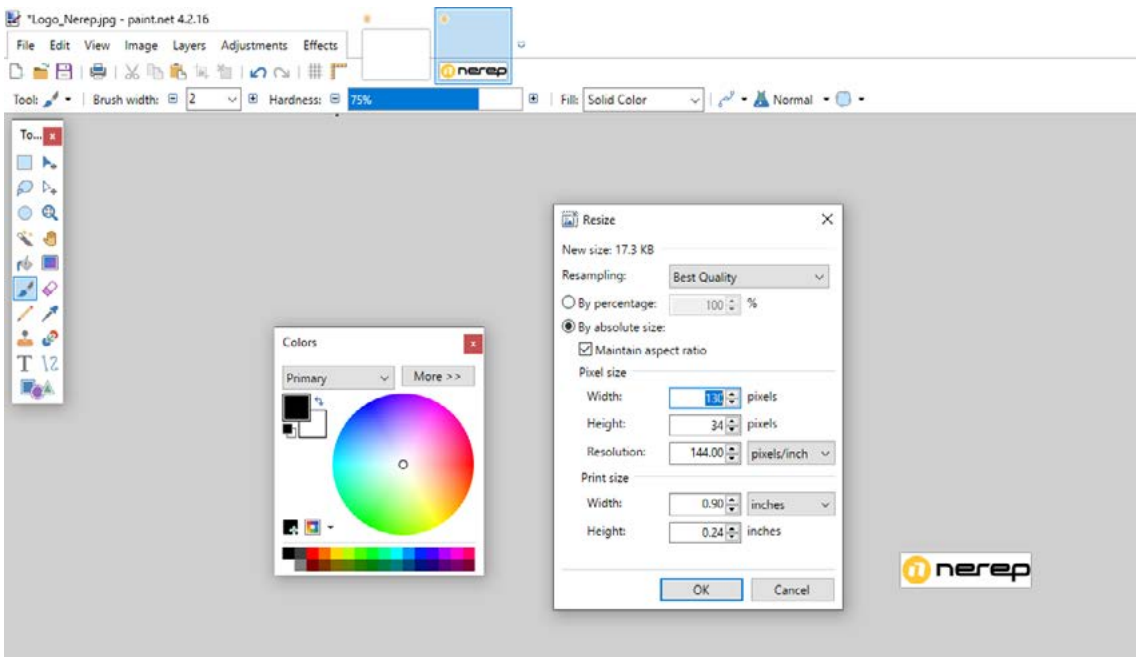 *Logo_Nerep.jpg - paint.net 4.2.16
File Edit View Image Layers Adjustments Effects
nerep
Tool: Brush width: 2 Hardness: 75% Fill: Solid Color Normal
To...
Resize
New size: 17.3 KB
Resampling: Best Quality
By percentage: 100 %
By absolute size:
Maintain aspect ratio
Pixel size
Width: 130 pixels
Height: 34 pixels
Resolution: 144.00 pixels/inch
Print size
Width: 0.90 inches
Height: 0.24 inches
OK Cancel
Colors
Primary More >>
nerep